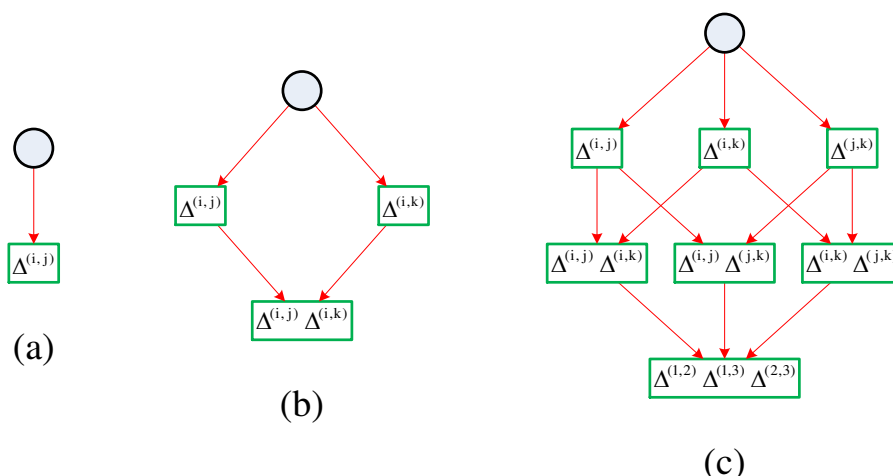 Δ(i,j) Δ(i,k) Δ(j,k)
Δ(i,j) Δ(i,k)
Δ(i,j) Δ(i,j) Δ(i,k) Δ(i,j) Δ(j,k) Δ(i,k) Δ(j,k
Δ(i,j) Δ(i,k)
(a)
Δ(1,2) Δ(1,3) Δ(2,3)
(b)
(c)